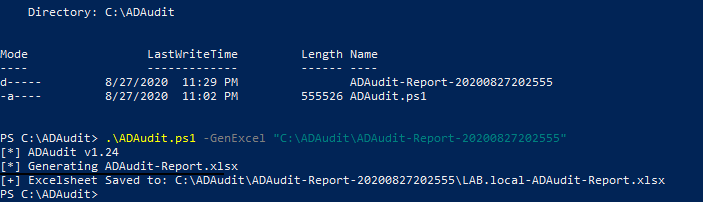 Directory: C:\ADAudit
Mode LastWriteTime Length Name
---- ------------- ------ ----
d----- 8/27/2020 11:29 PM ADAudit-Report-20200827202555
-a---- 8/27/2020 11:02 PM 555526 ADAudit.ps1
PS C:\ADAudit> .\ADAudit.ps1 -GenExcel "C:\ADAudit\ADAudit-Report-20200827202555"
[*] ADAudit v1.24
[*] Generating ADAudit-Report.xlsx
[+] Excelsheet Saved to: C:\ADAudit\ADAudit-Report-20200827202555\LAB.local-ADAudit-Report.xlsx
PS C:\ADAudit>